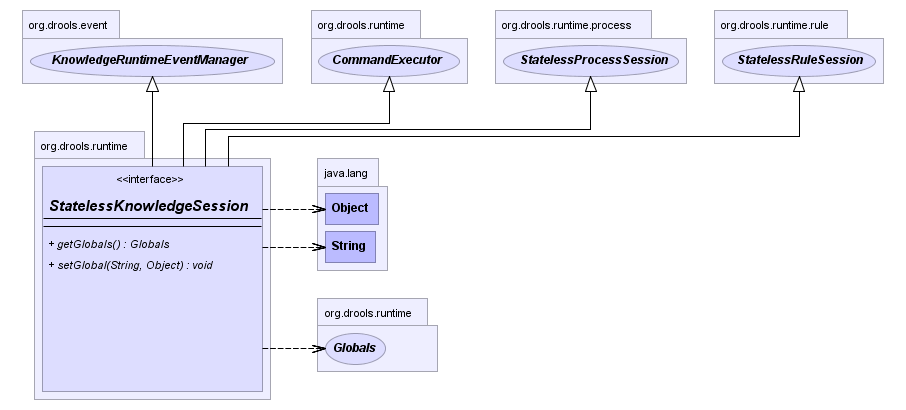 org.drools.event
KnowledgeRuntimeEventManager
org.drools.runtime
CommandExecutor
org.drools.runtime.process
StatelessProcessSession
org.drools.runtime.rule
StatelessRuleSession
org.drools.runtime
<<interface>>
StatelessKnowledgeSession
+ getGlobals() : Globals
+ setGlobal(String, Object) : void
java.lang
Object
String
org.drools.runtime
Globals